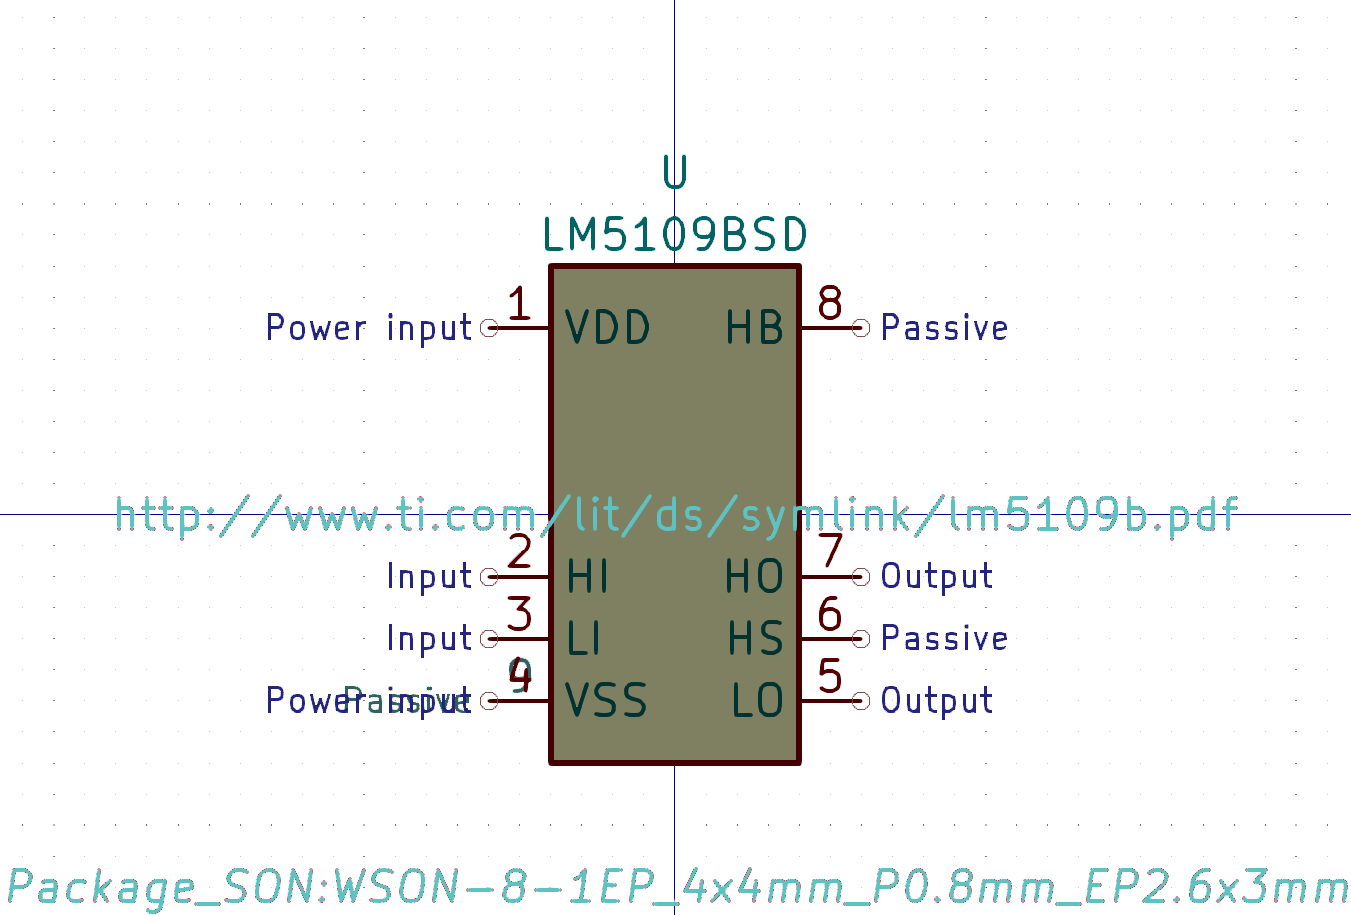 U
LM5109BSD
1 8
Power input VDD HB Passive
http://www.ti.com/lit/ds/symlink/lm5109b.pdf
2 7
Input HI HO Output
3 6
Input LI HS Passive
4 9 5
Power input Passive VSS LO Output
Package_SON:WSON-8-1EP_4x4mm_P0.8mm_EP2.6x3mm